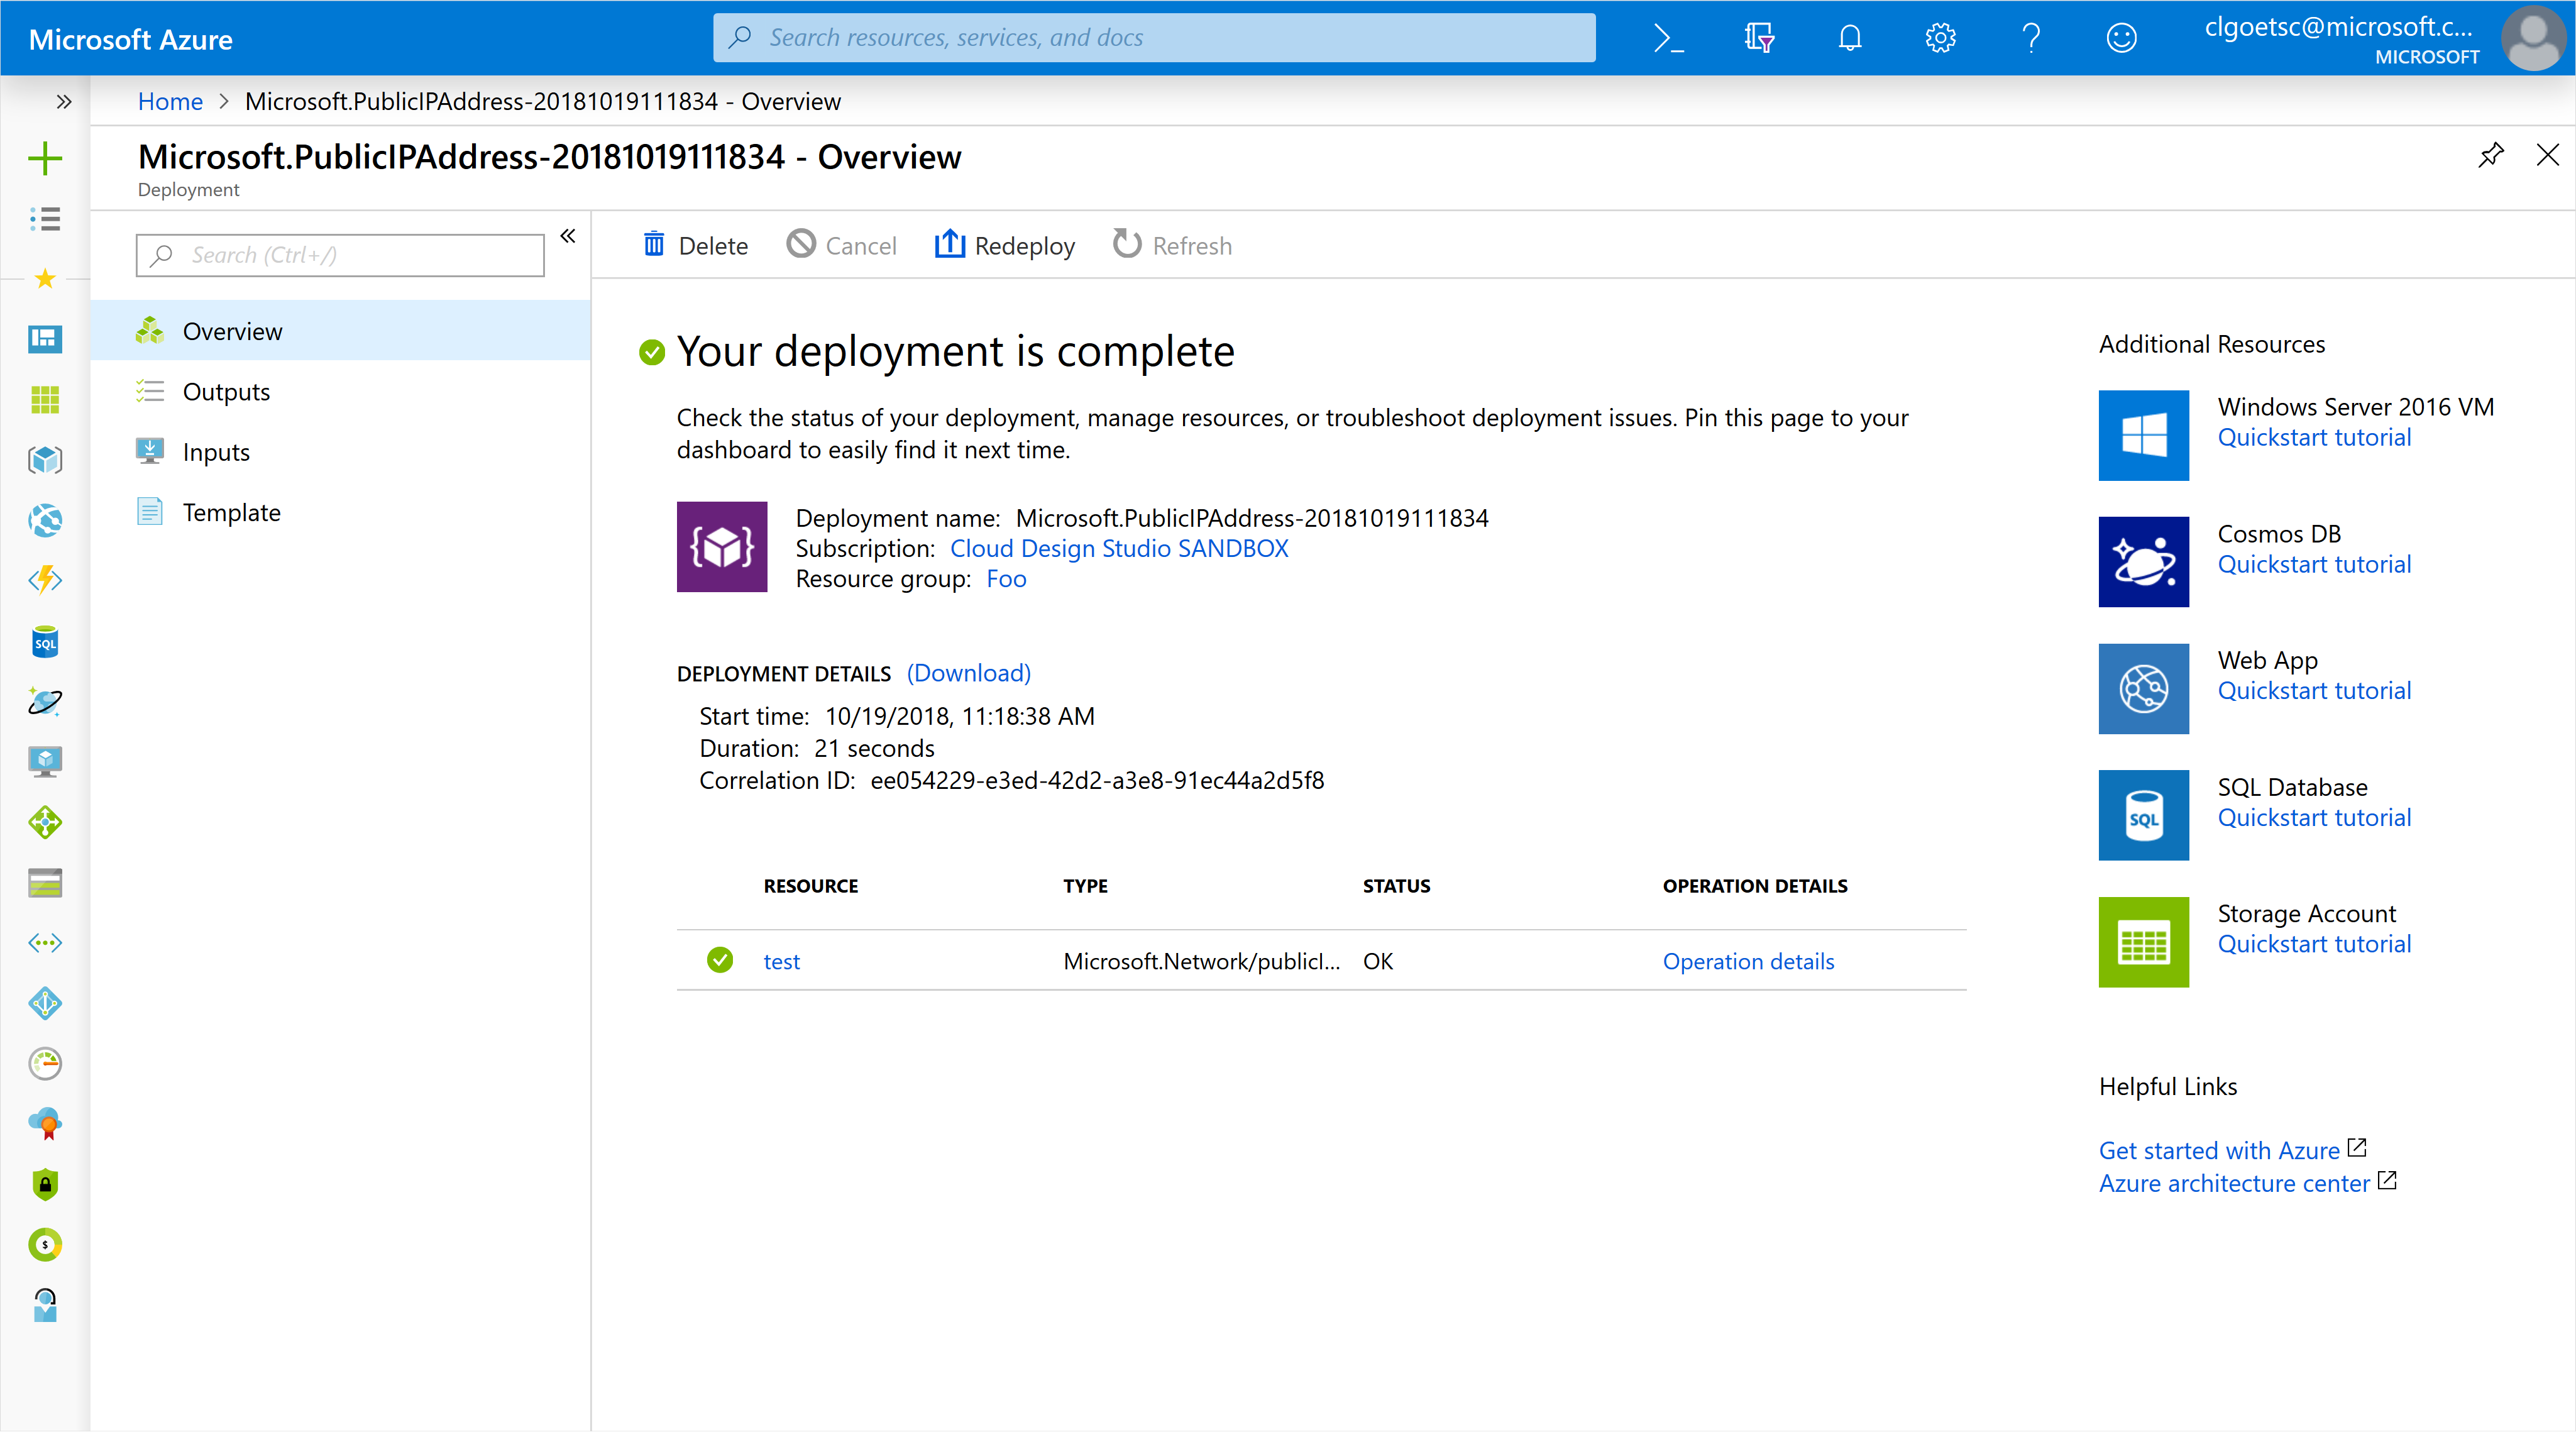 Microsoft Azure
Search resources, services, and docs
clgoetsc@microsoft.c...
MICROSOFT
Home > Microsoft.PublicIPAddress-20181019111834 - Overview
Microsoft.PublicIPAddress-20181019111834 - Overview
Deployment
Search (Ctrl+/)
Overview
Outputs
Inputs
Template
Delete Cancel Redeploy Refresh
Your deployment is complete
Check the status of your deployment, manage resources, or troubleshoot deployment issues. Pin this page to your
dashboard to easily find it next time.
Deployment name: Microsoft.PublicIPAddress-20181019111834
Subscription: Cloud Design Studio SANDBOX
Resource group: Foo
DEPLOYMENT DETAILS (Download)
Start time: 10/19/2018, 11:18:38 AM
Duration: 21 seconds
Correlation ID: ee054229-e3ed-42d2-a3e8-91ec44a2d5f8
RESOURCE TYPE STATUS OPERATION DETAILS
test Microsoft.Network/publicI... OK Operation details
Additional Resources
Windows Server 2016 VM
Quickstart tutorial
Cosmos DB
Quickstart tutorial
Web App
Quickstart tutorial
SQL
SQL Database
Quickstart tutorial
Storage Account
Quickstart tutorial
Helpful Links
Get started with Azure
Azure architecture center
SQL